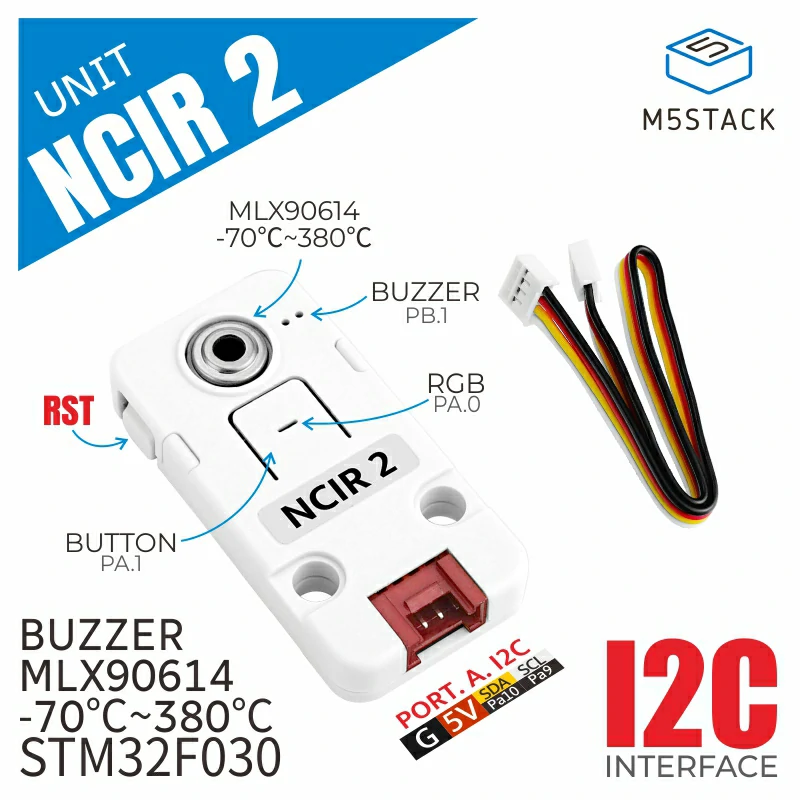 UNIT
NCIR 2
5
M5STACK
MLX90614
-70℃~380℃
BUZZER
PB.1
RGB
PA.0
RST
NCIR 2
BUTTON
PA.1
PORT. A. I2C
G 5V SDA SCL
Pa10 Pa9
BUZZER
MLX90614
-70℃~380℃
STM32F030
I2C
INTERFACE